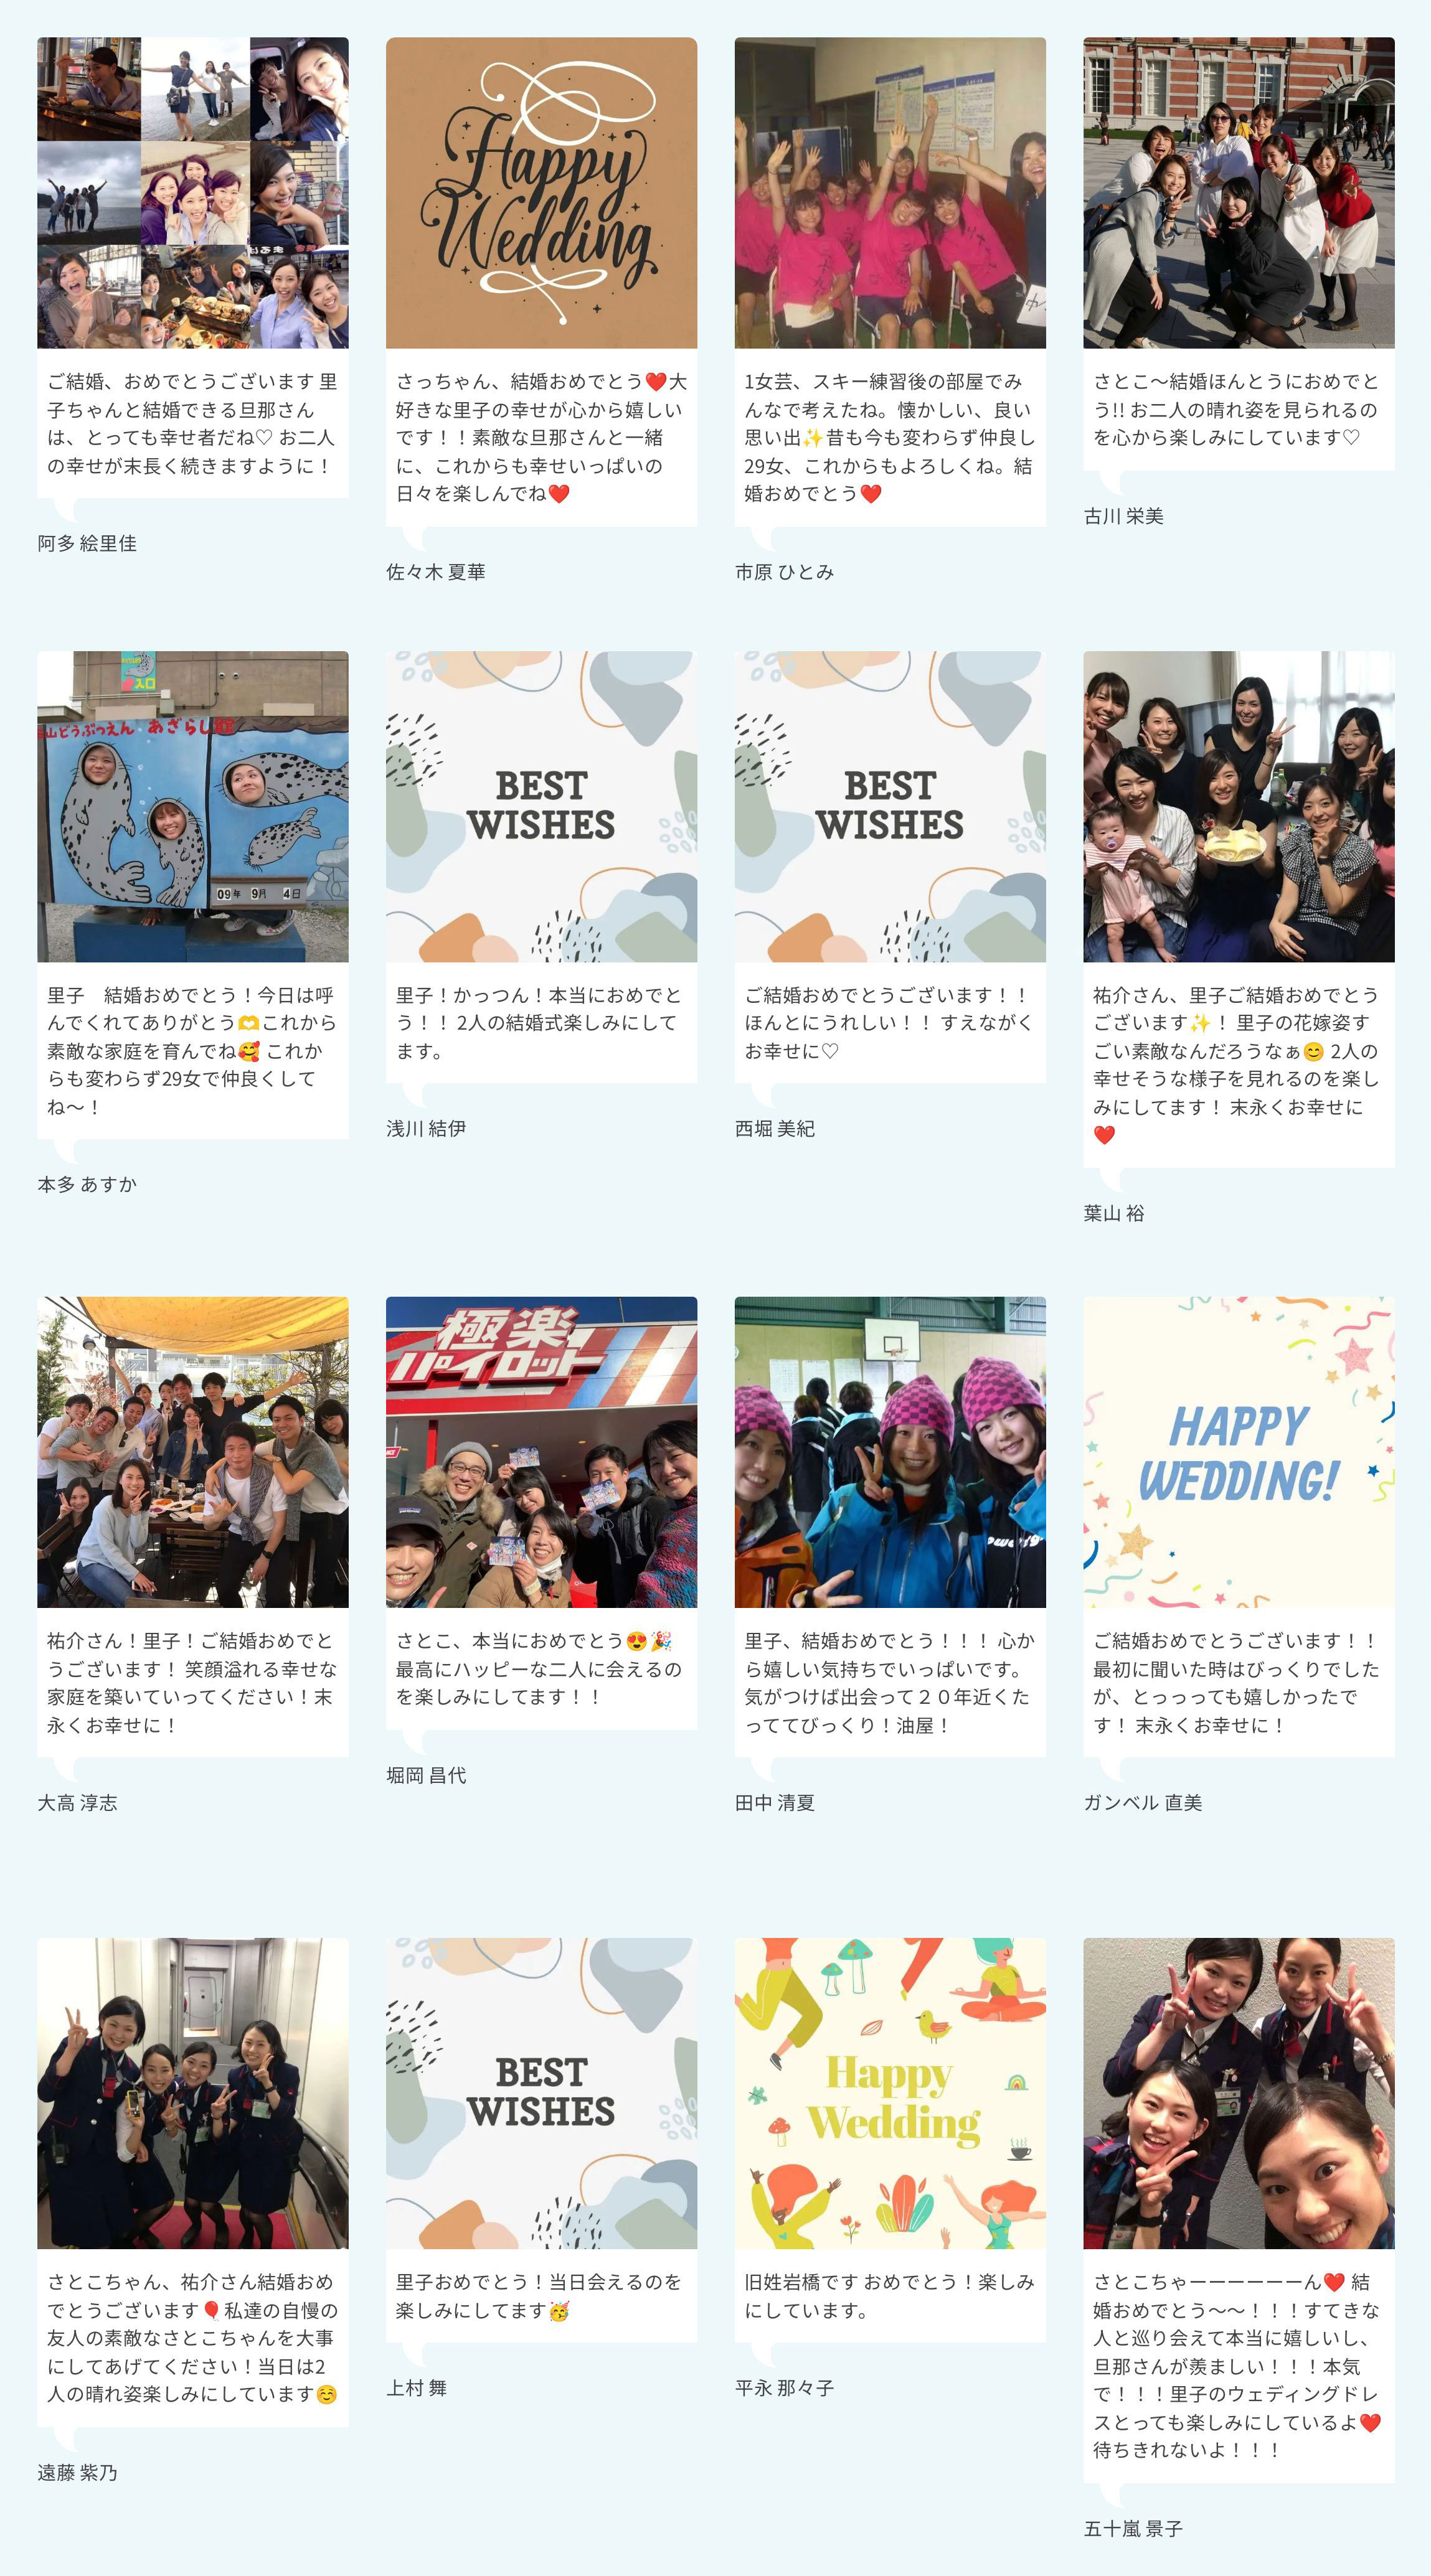 Happy
Wedding
ご結婚、おめでとうございます 里
子ちゃんと結婚できる旦那さん
は、とっても幸せ者だね♡ お二人
の幸せが末長く続きますように！
阿多 絵里佳
さっちゃん、結婚おめでとう❤️大
好きな里子の幸せが心から嬉しい
です！！素敵な旦那さんと一緒
に、これからも幸せいっぱいの
日々を楽しんでね❤️
佐々木 夏華
1女芸、スキー練習後の部屋でみ
んなで考えたね。懐かしい、良い
思い出✨昔も今も変わらず仲良し
29女、これからもよろしくね。結
婚おめでとう❤️
市原 ひとみ
さとこ〜結婚ほんとうにおめでと
う!! お二人の晴れ姿を見られるの
を心から楽しみにしています♡
古川 栄美
入口
山どうぶつえん あざらし館
09年 9月 4日
里子　結婚おめでとう！今日は呼
んでくれてありがとう🫶これから
素敵な家庭を育んでね🥰 これか
らも変わらず29女で仲良くして
ね〜！
本多 あすか
BEST
WISHES
里子！かっつん！本当におめでと
う！！ 2人の結婚式楽しみにして
ます。
浅川 結伊
BEST
WISHES
ご結婚おめでとうございます！！
ほんとにうれしい！！ すえながく
お幸せに♡
西堀 美紀
祐介さん、里子ご結婚おめでとう
ございます✨！ 里子の花嫁姿す
ごい素敵なんだろうなぁ😊 2人の
幸せそうな様子を見れるのを楽し
みにしてます！ 末永くお幸せに
❤️
葉山 裕
祐介さん！里子！ご結婚おめでと
うございます！ 笑顔溢れる幸せな
家庭を築いていってください！末
永くお幸せに！
大高 淳志
極楽
パイロット
さとこ、本当におめでとう😍🎉
最高にハッピーな二人に会えるの
を楽しみにしてます！！
堀岡 昌代
里子、結婚おめでとう！！！ 心か
ら嬉しい気持ちでいっぱいです。
気がつけば出会って２０年近くた
っててびっくり！油屋！
田中 清夏
HAPPY
WEDDING!
ご結婚おめでとうございます！！
最初に聞いた時はびっくりでした
が、とっっっても嬉しかったで
す！ 末永くお幸せに！
ガンベル 直美
さとこちゃん、祐介さん結婚おめ
でとうございます🎈私達の自慢の
友人の素敵なさとこちゃんを大事
にしてあげてください！当日は2
人の晴れ姿楽しみにしています☺️
遠藤 紫乃
BEST
WISHES
里子おめでとう！当日会えるのを
楽しみにしてます🥳
上村 舞
Happy
Wedding
旧姓岩橋です おめでとう！楽しみ
にしています。
平永 那々子
さとこちゃーーーーーーん❤️ 結
婚おめでとう〜〜！！！すてきな
人と巡り会えて本当に嬉しいし、
旦那さんが羨ましい！！！本気
で！！！里子のウェディングドレ
スとっても楽しみにしているよ❤️
待ちきれないよ！！！
五十嵐 景子